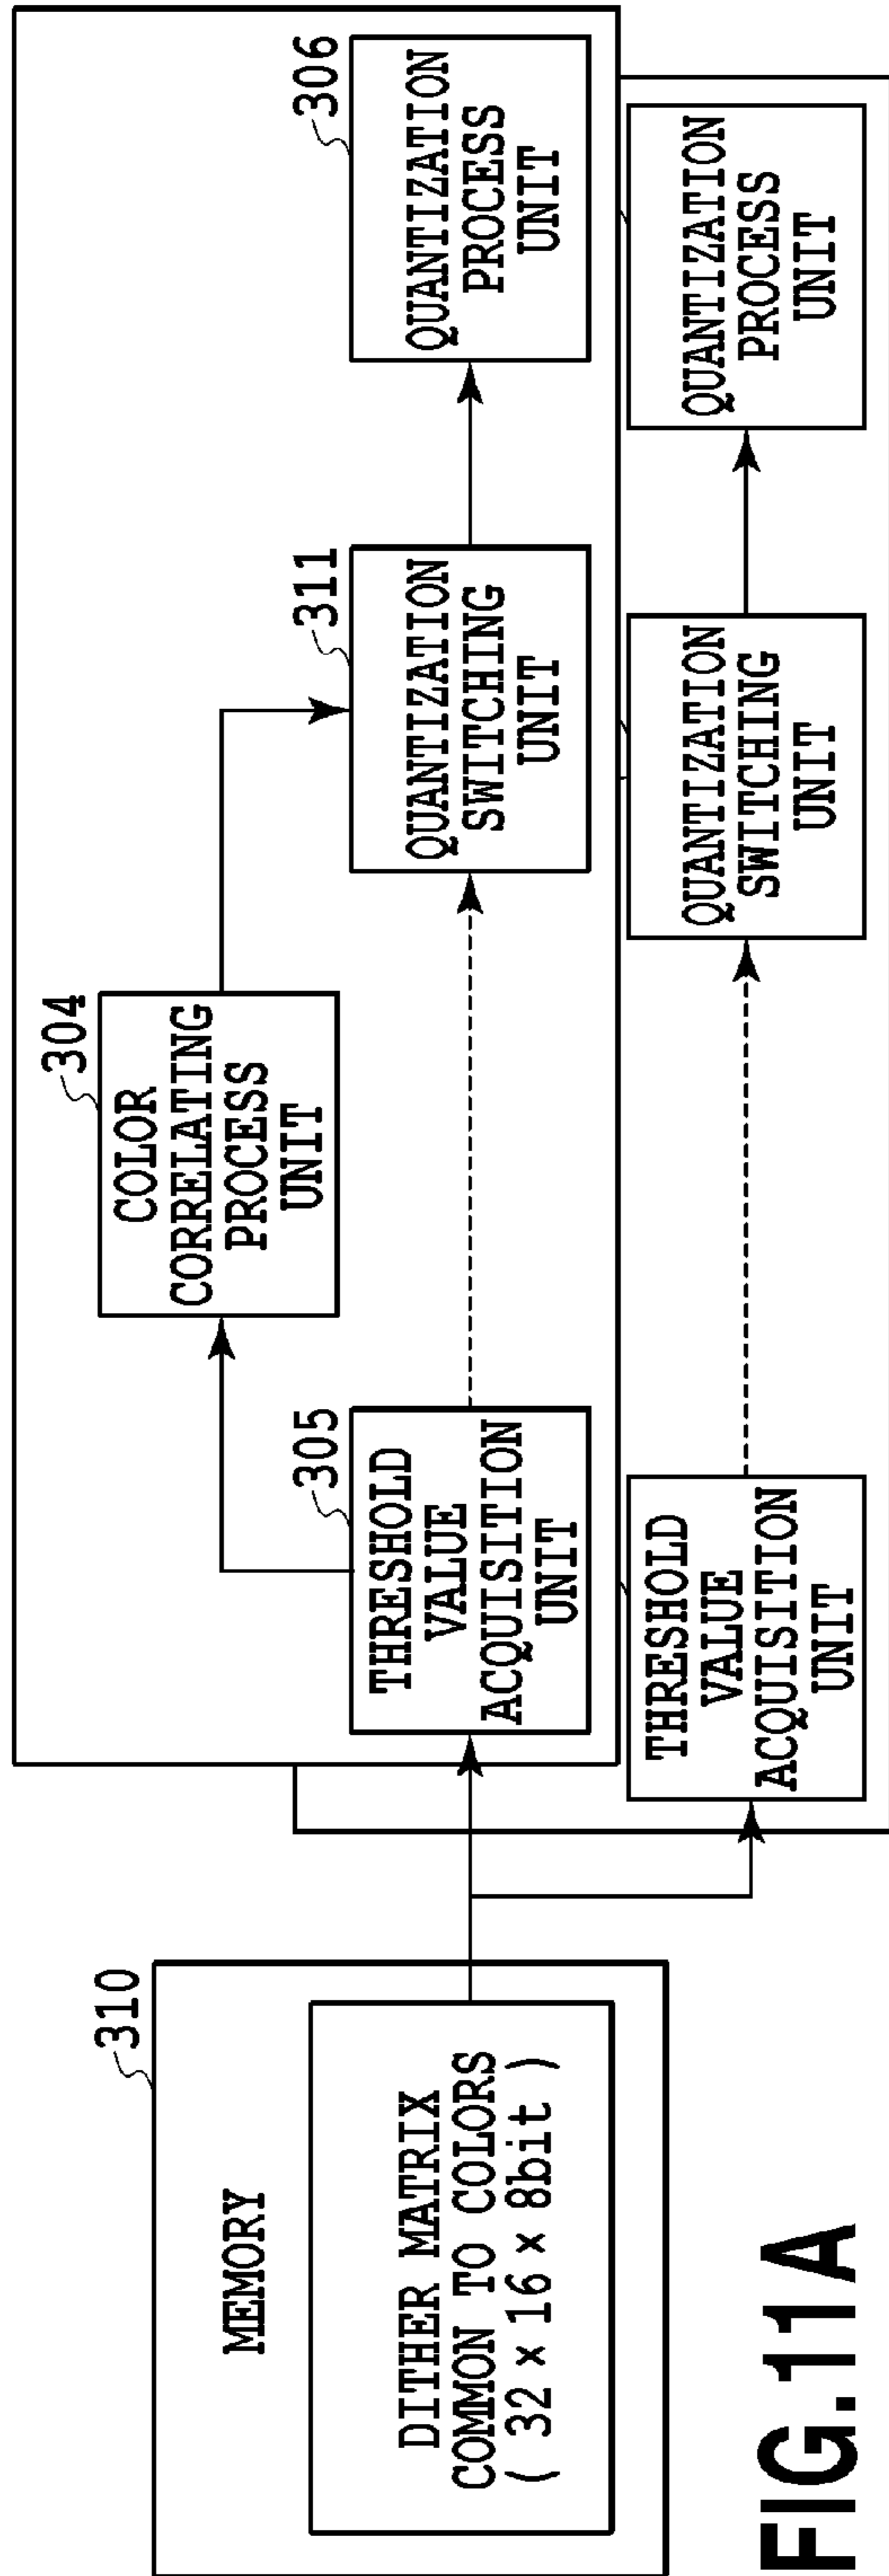 310
MEMORY
DITHER MATRIX
COMMON TO COLORS
( 32 × 16 × 8bit )
305
THRESHOLD
VALUE
ACQUISITION
UNIT
304
COLOR
CORRELATING
PROCESS
UNIT
311
QUANTIZATION
SWITCHING
UNIT
306
QUANTIZATION
PROCESS
UNIT
THRESHOLD
VALUE
ACQUISITION
UNIT
QUANTIZATION
SWITCHING
UNIT
QUANTIZATION
PROCESS
UNIT
FIG.11A